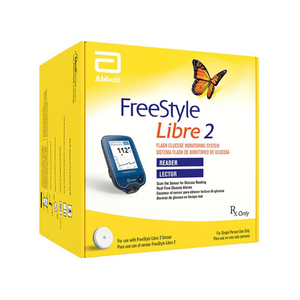 Abbott
FreeStyle
Libre 2
FLASH GLUCOSE MONITORING SYSTEM
SISTEMA FLASH DE MONITOREO DE GLUCOSA
READER
LECTOR
Scan the Sensor for Glucose Reading
Real-Time Glucose Alarms
Escanear el sensor para obtener lectura de glucosa
Alarmas de glucosa en tiempo real
112
Rx Only
For use with FreeStyle Libre 2 Sensor
Para uso con el sensor FreeStyle Libre 2
For Single-Person Use Only
Para uso en una sola persona